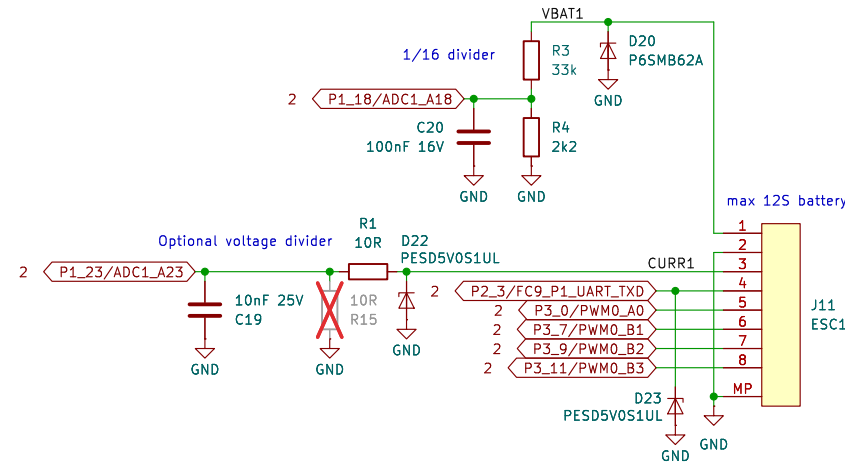 VBAT1
1/16 divider
R3
33k
D20
P6SMB62A
GND
2
P1_18/ADC1_A18
C20
100nF 16V
R4
2k2
GND
GND
max 12S battery
Optional voltage divider
R1
10R
D22
PESD5V0S1UL
1
2
CURR1
3
2
P1_23/ADC1_A23
10nF 25V
C19
10R
R15
GND
GND
GND
2
P2_3/FC9_P1_UART_TXD
4
2
P3_0/PWM0_A0
5
2
P3_7/PWM0_B1
6
2
P3_9/PWM0_B2
7
2
P3_11/PWM0_B3
8
J11
ESC1
MP
D23
PESD5V0S1UL
GND
GND